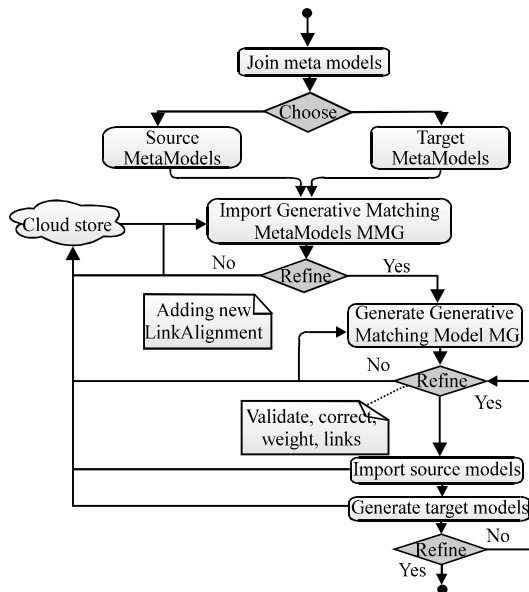 Join meta models
Choose
Source
MetaModels
Target
MetaModels
Cloud store
Import Generative Matching
MetaModels MMG
No
Refine
Yes
Adding new
LinkAlignment
Generate Generative
Matching Model MG
No
Refine
Yes
Validate, correct,
weight, links
Import source models
Generate target models
Refine
No
Yes